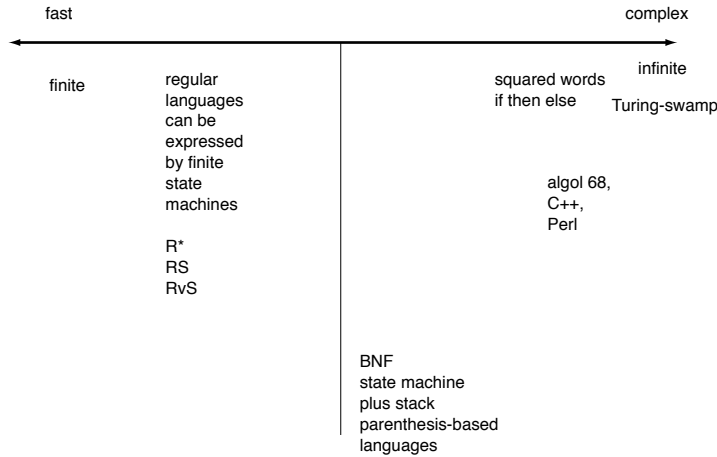 fast
complex
finite
regular
languages
can be
expressed
by finite
state
machines
R*
RS
RvS
squared words
if then else
infinite
Turing-swamp
algol 68,
C++,
Perl
BNF
state machine
plus stack
parenthesis-based
languages